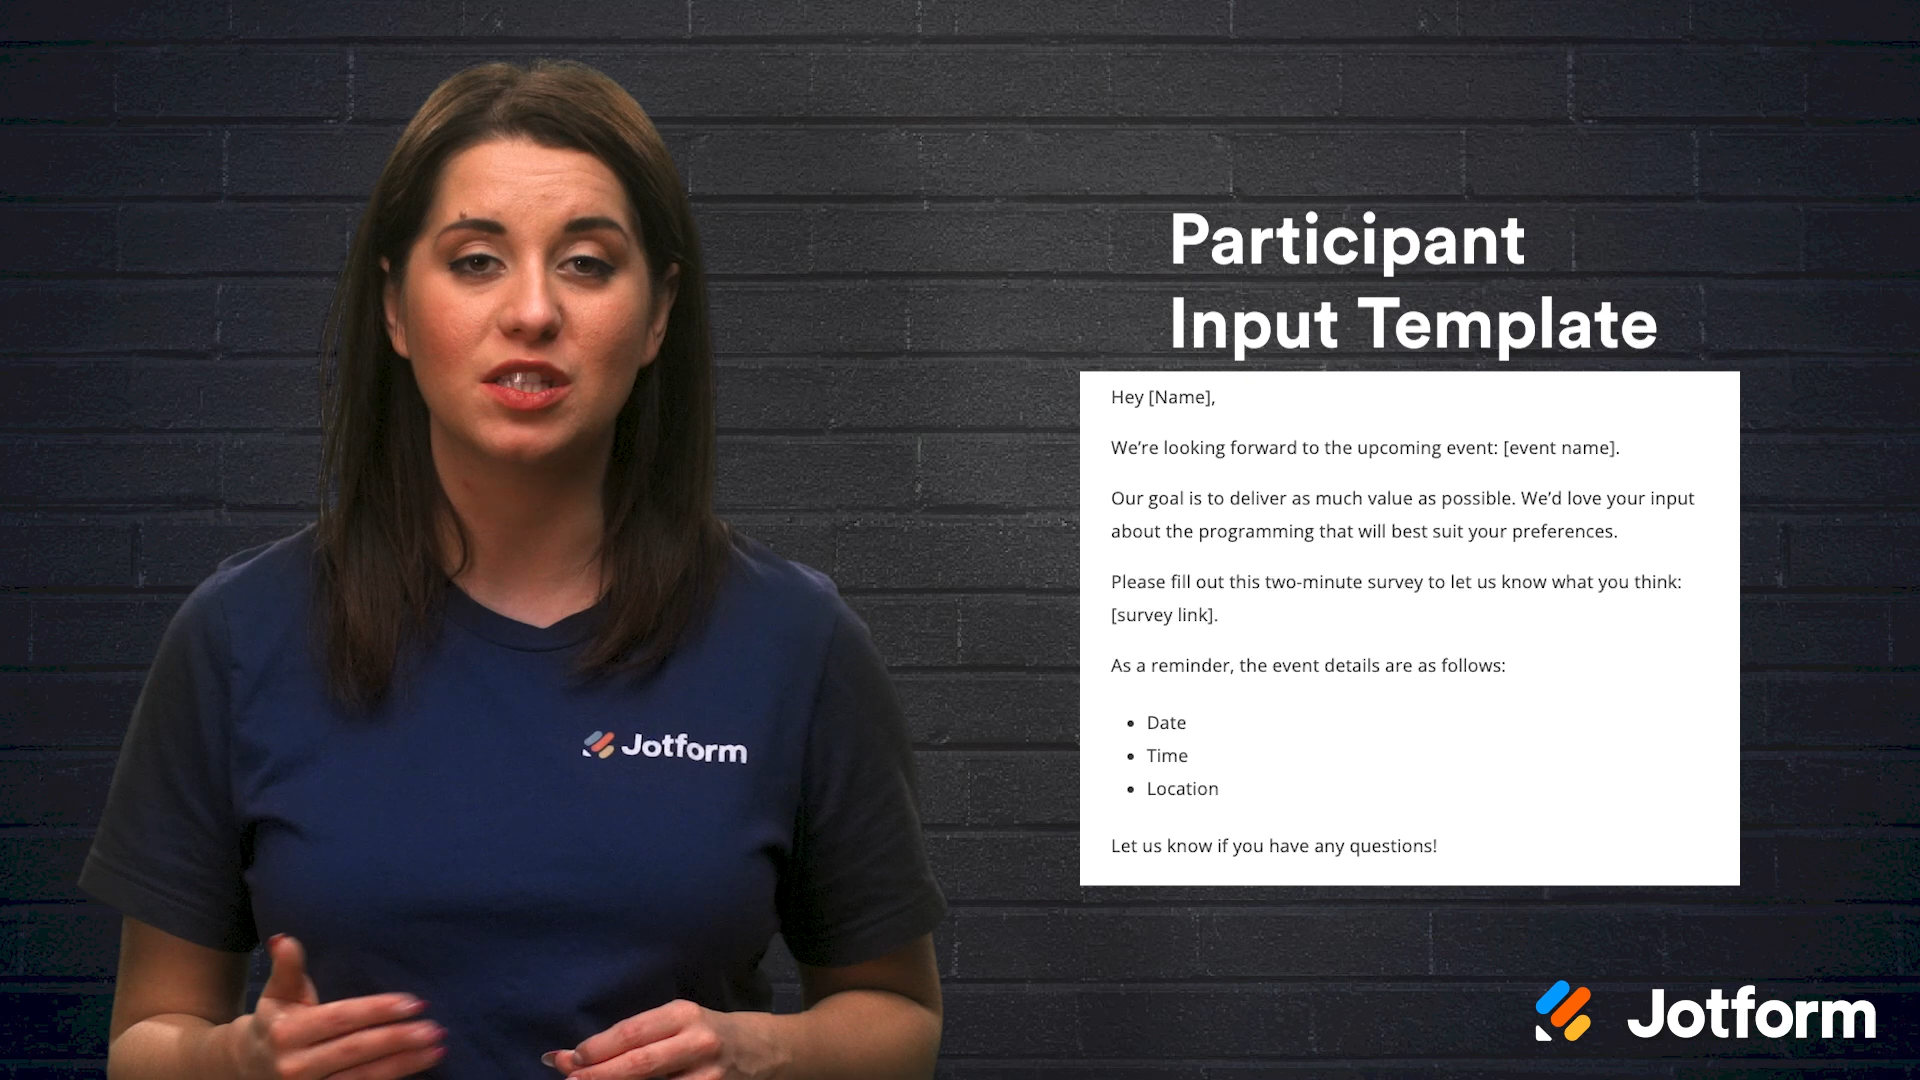 Participant
Input Template
Hey [Name],
We’re looking forward to the upcoming event: [event name].
Our goal is to deliver as much value as possible. We’d love your input
about the programming that will best suit your preferences.
Please fill out this two-minute survey to let us know what you think:
[survey link].
As a reminder, the event details are as follows:
• Date
• Time
• Location
Let us know if you have any questions!
Jotform
Jotform